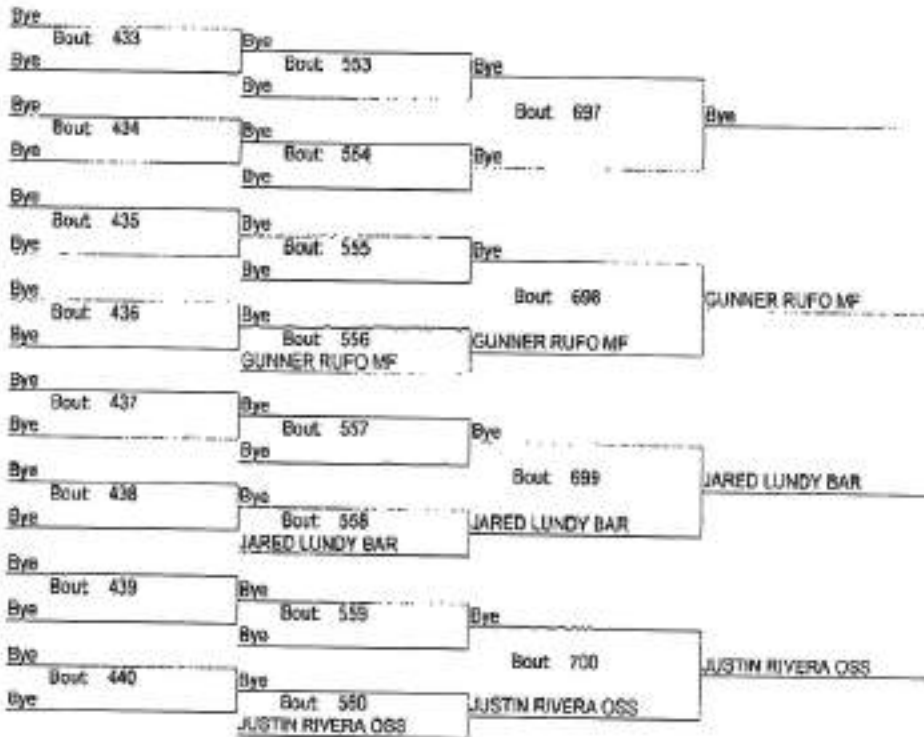 Bye
Bout 433
Bye
Bye
Bout 553
Bye
Bye
Bye
Bout 434
Bye
Bye
Bout 554
Bye
Bye
Bout 697
Bye
Bye
Bout 435
Bye
Bye
Bout 555
Bye
Bye
Bye
Bout 436
Bye
Bye
Bout 556
GUNNER RUFO MF
GUNNER RUFO MF
Bout 698
GUNNER RUFO MF
Bye
Bout 437
Bye
Bye
Bout 557
Bye
Bye
Bye
Bout 438
Bye
Bye
Bout 558
JARED LUNDY BAR
JARED LUNDY BAR
Bout 699
JARED LUNDY BAR
Bye
Bout 439
Bye
Bye
Bout 559
Bye
Bye
Bye
Bout 440
Bye
Bye
Bout 560
JUSTIN RIVERA OSS
JUSTIN RIVERA OSS
Bout 700
JUSTIN RIVERA OSS